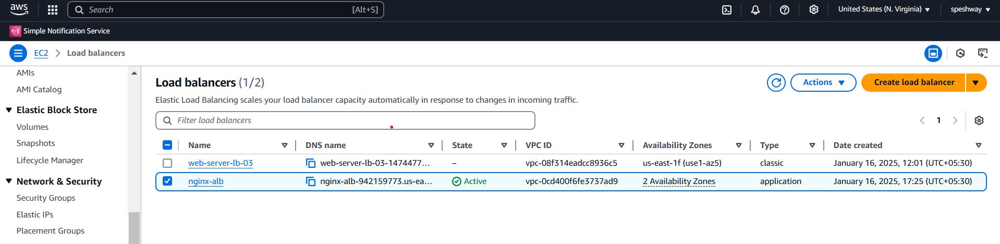 aws
Search [Alt+S] United States (N. Virginia) speshway
Simple Notification Service
EC2 Load balancers
AMIs
AMI Catalog
Elastic Block Store
Volumes
Snapshots
Lifecycle Manager
Network & Security
Security Groups
Elastic IPs
Placement Groups
Load balancers (1/2) Actions Create load balancer
Elastic Load Balancing scales your load balancer capacity automatically in response to changes in incoming traffic.
Filter load balancers 1
Name DNS name State VPC ID Availability Zones Type Date created
web-server-lb-03 web-server-lb-03-1474477... – vpc-08f314eadcc8936c5 us-east-1f (use1-az5) classic January 16, 2025, 12:01 (UTC+05:30)
nginx-alb nginx-alb-942159773.us-ea... Active vpc-0cd400f6fe3737ad9 2 Availability Zones application January 16, 2025, 17:25 (UTC+05:30)